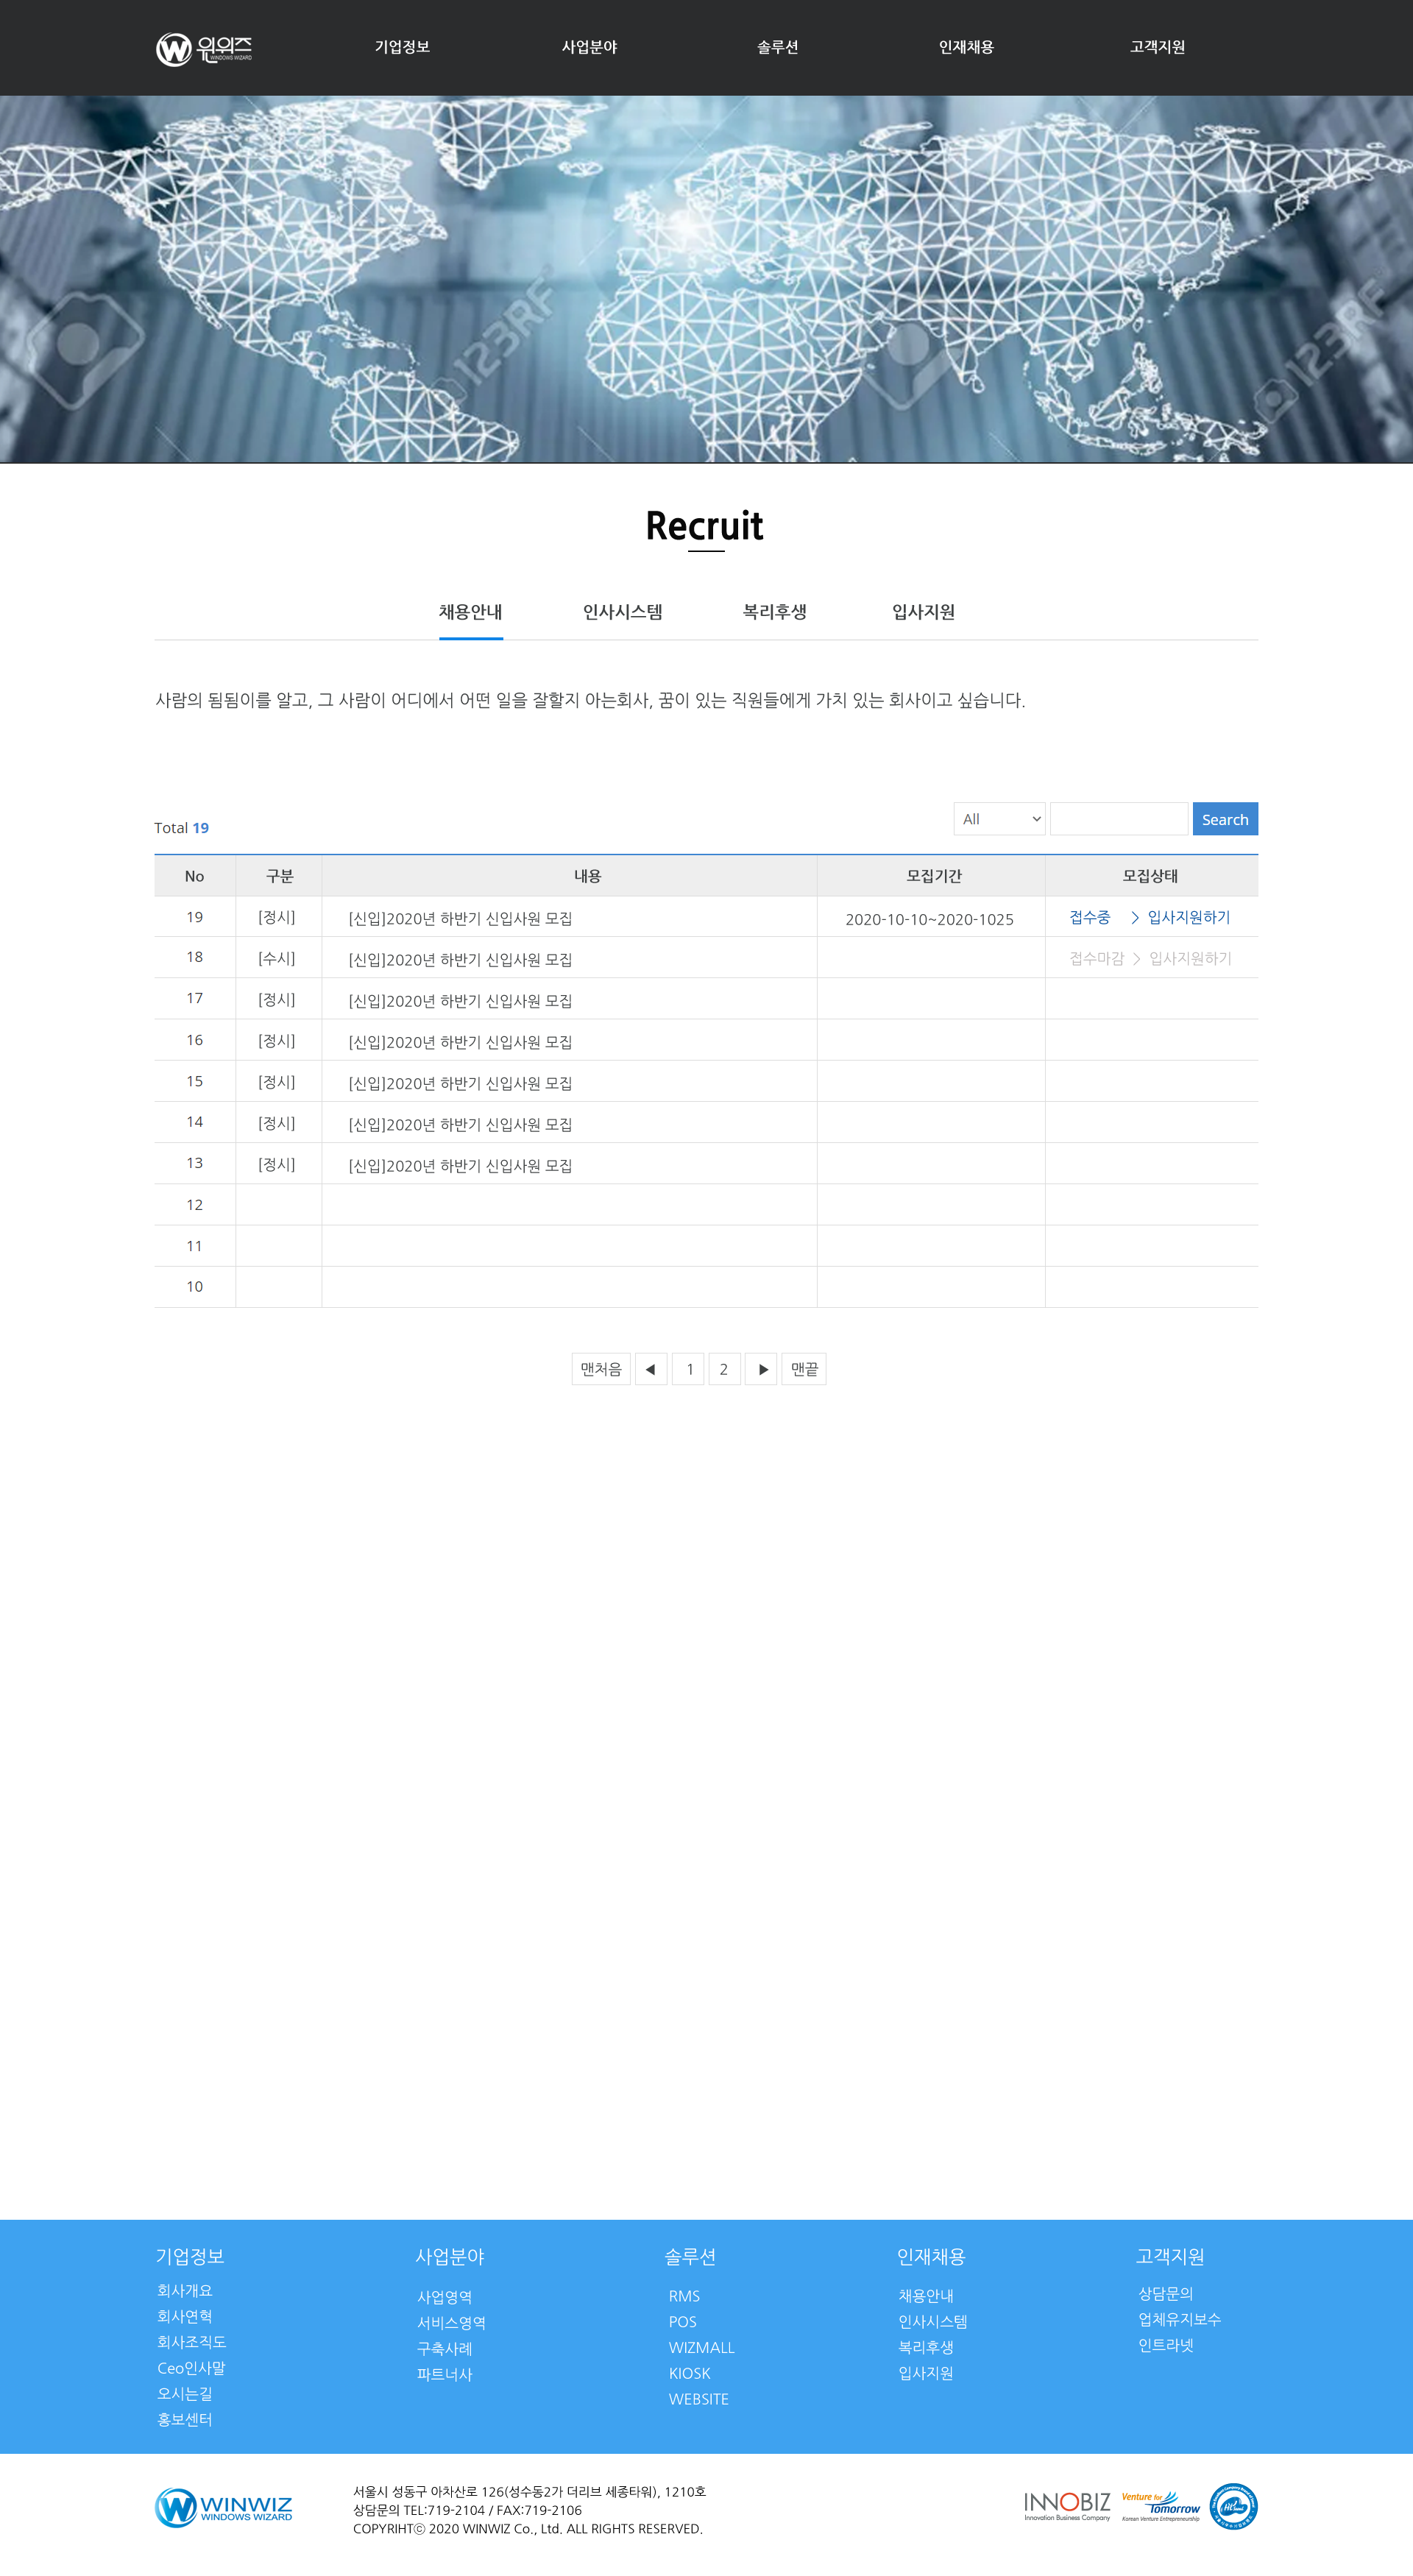 W 윈위즈 WINDOWS WIZARD
기업정보 사업분야 솔루션 인재채용 고객지원
123RF 123RF
Recruit
채용안내 인사시스템 복리후생 입사지원
사람의 됨됨이를 알고, 그 사람이 어디에서 어떤 일을 잘할지 아는회사, 꿈이 있는 직원들에게 가치 있는 회사이고 싶습니다.
Total 19 All Search
No 구분 내용 모집기간 모집상태
19 [정시] [신입]2020년 하반기 신입사원 모집 2020-10-10~2020-1025 접수중 > 입사지원하기
18 [수시] [신입]2020년 하반기 신입사원 모집 접수마감 > 입사지원하기
17 [정시] [신입]2020년 하반기 신입사원 모집
16 [정시] [신입]2020년 하반기 신입사원 모집
15 [정시] [신입]2020년 하반기 신입사원 모집
14 [정시] [신입]2020년 하반기 신입사원 모집
13 [정시] [신입]2020년 하반기 신입사원 모집
12
11
10
맨처음 ◀ 1 2 ▶ 맨끝
기업정보
회사개요
회사연혁
회사조직도
Ceo인사말
오시는길
홍보센터
사업분야
사업영역
서비스영역
구축사례
파트너사
솔루션
RMS
POS
WIZMALL
KIOSK
WEBSITE
인재채용
채용안내
인사시스템
복리후생
입사지원
고객지원
상담문의
업체유지보수
인트라넷
W WINWIZ
WINDOWS WIZARD
서울시 성동구 아차산로 126(성수동2가 더리브 세종타워), 1210호
상담문의 TEL:719-2104 / FAX:719-2106
COPYRIHTⓒ 2020 WINWIZ Co., Ltd. ALL RIGHTS RESERVED.
INNOBIZ
Innovation Business Company
Venture for
Tomorrow
Korean Venture Entrepreneurship